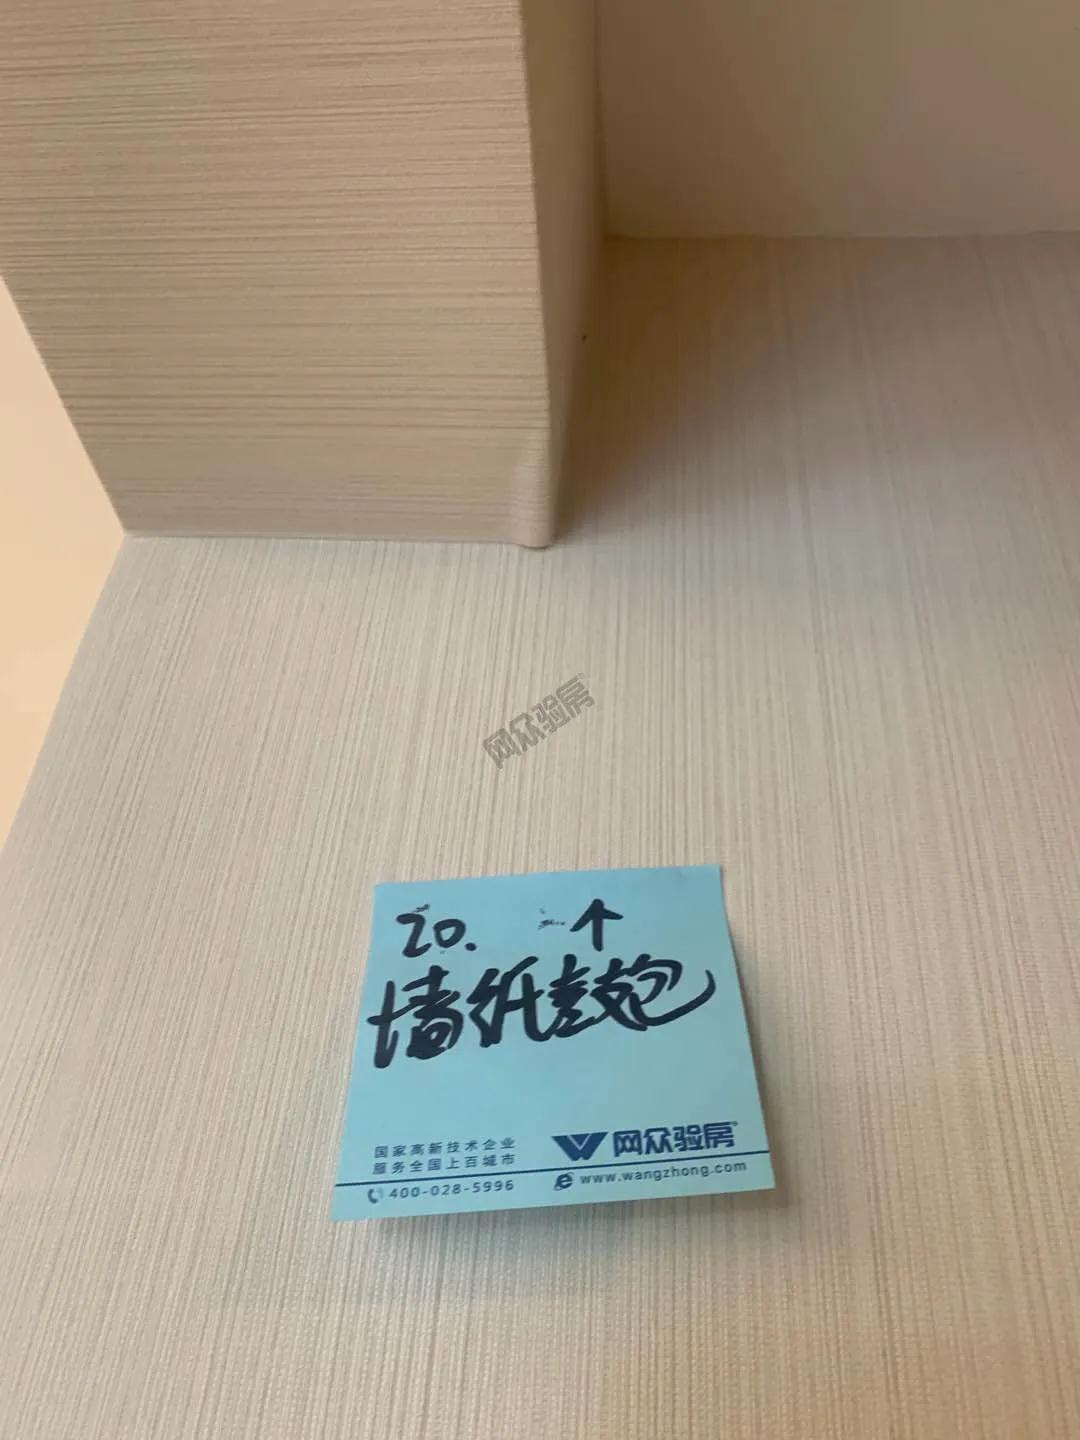 网众验房
20. ↑
墙纸鼓包
国家高新技术企业
服务全国上百城市
400-028-5996
网众验房
www.wangzhong.com